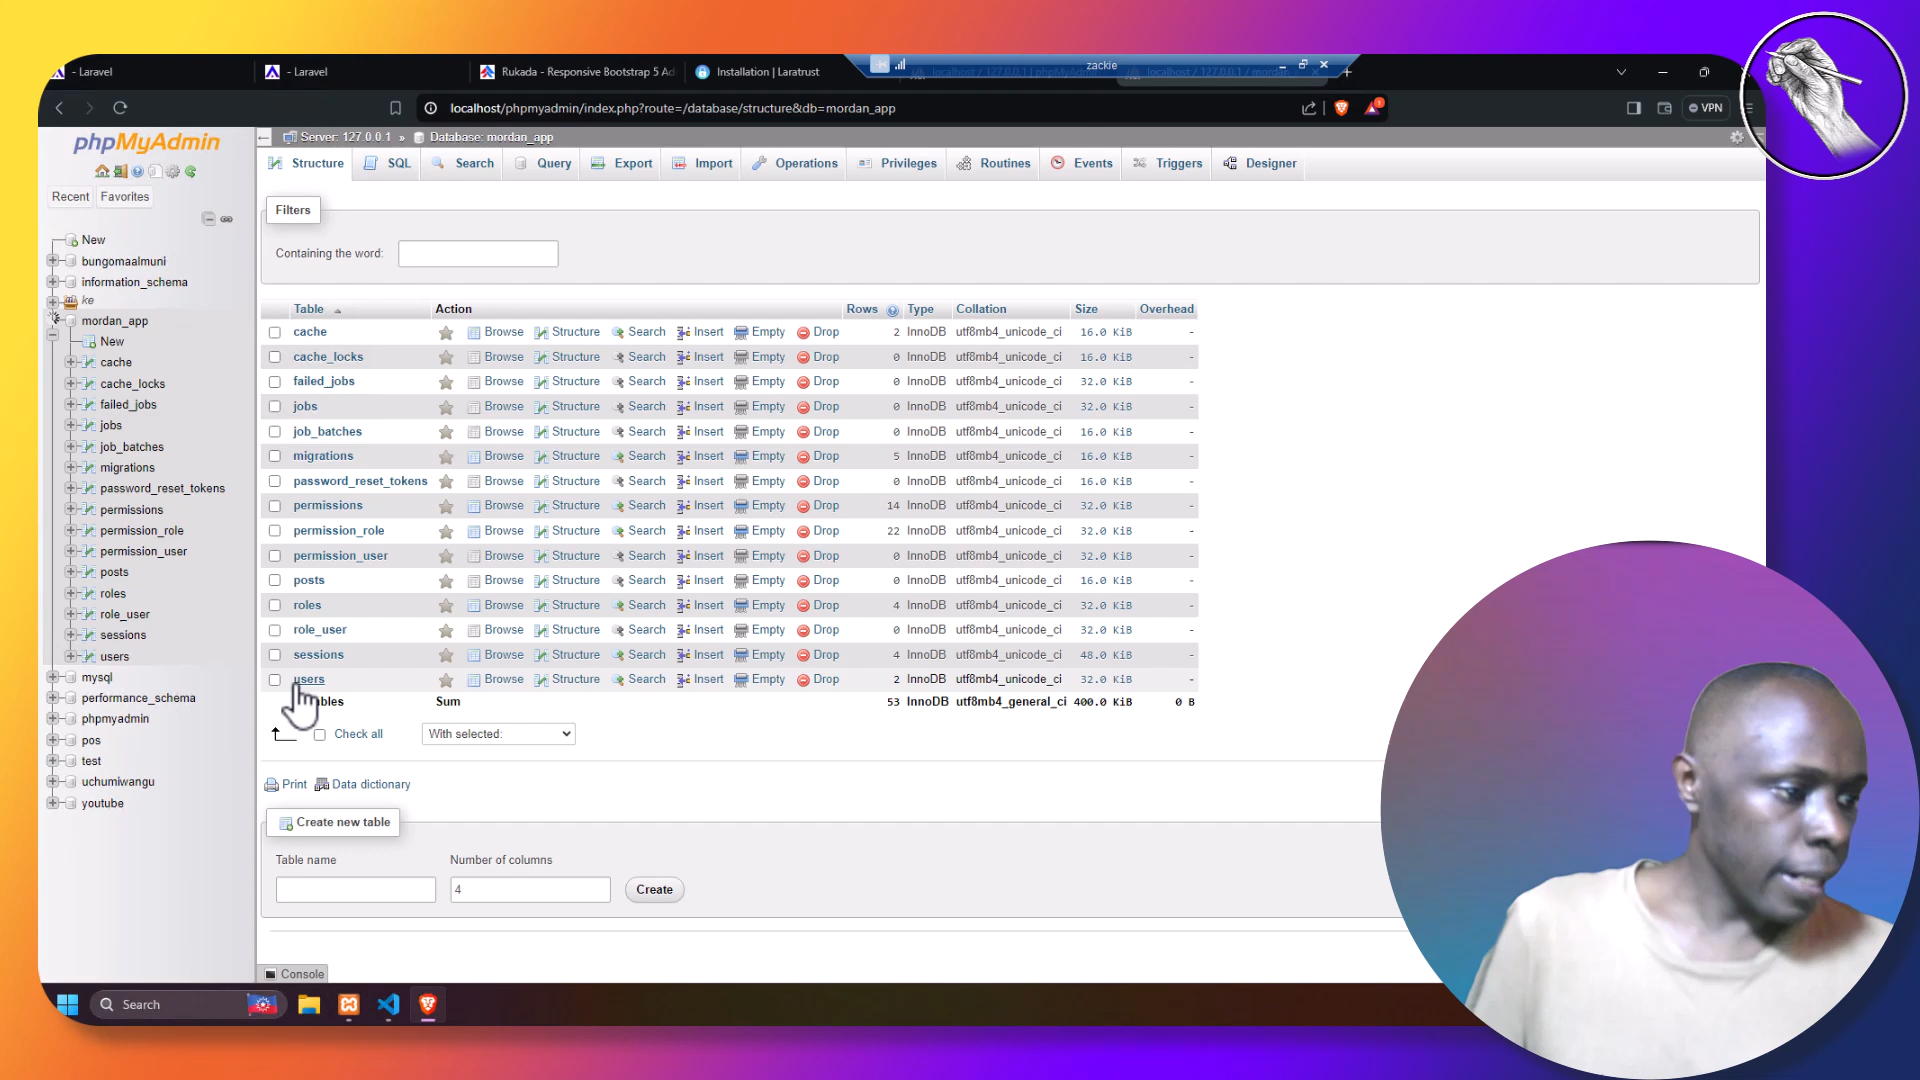 - Laravel
- Laravel
Rukada - Responsive Bootstrap 5 Ad
Installation | Laratrust
zackie
localhost/phpmyadmin/index.php?route=/database/structure&db=mordan_app
VPN
phpMyAdmin
Recent
Favorites
New
bungomaalmuni
information_schema
ke
mordan_app
New
cache
cache_locks
failed_jobs
jobs
job_batches
migrations
password_reset_tokens
permissions
permission_role
permission_user
posts
roles
role_user
sessions
users
mysql
performance_schema
phpmyadmin
pos
test
uchumiwangu
youtube
Server: 127.0.0.1 » Database: mordan_app
Structure SQL Search Query Export Import Operations Privileges Routines Events Triggers Designer
Filters
Containing the word:
Table Action Rows Type Collation Size Overhead
cache Browse Structure Search Insert Empty Drop 2 InnoDB utf8mb4_unicode_ci 16.0 KiB -
cache_locks Browse Structure Search Insert Empty Drop 0 InnoDB utf8mb4_unicode_ci 16.0 KiB -
failed_jobs Browse Structure Search Insert Empty Drop 0 InnoDB utf8mb4_unicode_ci 32.0 KiB -
jobs Browse Structure Search Insert Empty Drop 0 InnoDB utf8mb4_unicode_ci 32.0 KiB -
job_batches Browse Structure Search Insert Empty Drop 0 InnoDB utf8mb4_unicode_ci 16.0 KiB -
migrations Browse Structure Search Insert Empty Drop 5 InnoDB utf8mb4_unicode_ci 16.0 KiB -
password_reset_tokens Browse Structure Search Insert Empty Drop 0 InnoDB utf8mb4_unicode_ci 16.0 KiB -
permissions Browse Structure Search Insert Empty Drop 14 InnoDB utf8mb4_unicode_ci 32.0 KiB -
permission_role Browse Structure Search Insert Empty Drop 22 InnoDB utf8mb4_unicode_ci 32.0 KiB -
permission_user Browse Structure Search Insert Empty Drop 0 InnoDB utf8mb4_unicode_ci 32.0 KiB -
posts Browse Structure Search Insert Empty Drop 0 InnoDB utf8mb4_unicode_ci 16.0 KiB -
roles Browse Structure Search Insert Empty Drop 4 InnoDB utf8mb4_unicode_ci 32.0 KiB -
role_user Browse Structure Search Insert Empty Drop 0 InnoDB utf8mb4_unicode_ci 32.0 KiB -
sessions Browse Structure Search Insert Empty Drop 4 InnoDB utf8mb4_unicode_ci 48.0 KiB -
users Browse Structure Search Insert Empty Drop 2 InnoDB utf8mb4_unicode_ci 32.0 KiB -
Sum 53 InnoDB utf8mb4_general_ci 400.0 KiB 0 B
Check all With selected:
Print Data dictionary
Create new table
Table name Number of columns
4 Create
Console
Search